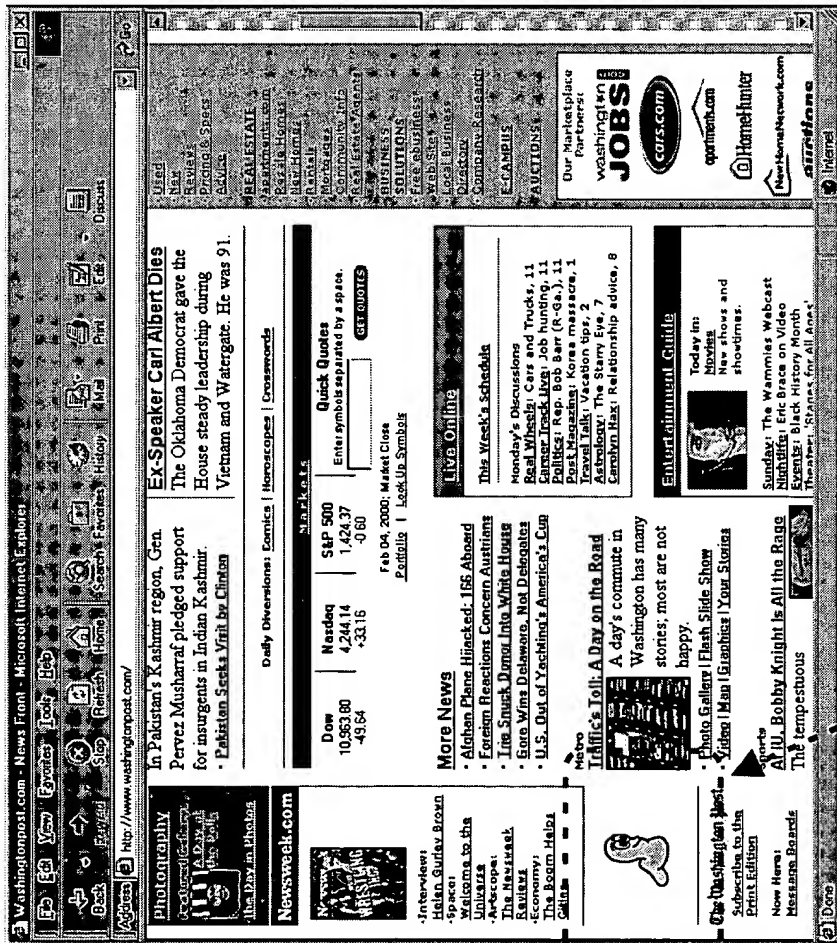 Washingtonpost.com - News Front - Microsoft Internet Explorer
File Edit View Favorites Tools Help
Back Forward Stop Refresh Home Search Favorites History Mail Print Edit Discuss
Address http://www.washingtonpost.com/ Go
Photography
The Day in Photos
Newsweek.com
· Interview:
Helen Gurley Brown
· Space:
Welcome to the
Universe
· Artscope:
The Newsweek
Reviews
· Economy:
The Boom Helps
The Washington Post
Subscribe to the
Print Edition
Now Here:
Message Boards
In Pakistan's Kashmir region, Gen.
Pervez Musharraf pledged support
for insurgents in Indian Kashmir.
· Pakistan Seeks Visit by Clinton
Ex-Speaker Carl Albert Dies
The Oklahoma Democrat gave the
House steady leadership during
Vietnam and Watergate. He was 91.
Daily Diversions: Comics | Horoscopes | Crosswords
Markets
Dow Nasdaq S&P 500
10,963.80 4,244.14 1,424.37
-49.64 +33.16 -0.60
Quick Quotes
Enter symbols separated by a space.
GET QUOTES
Feb 04, 2000; Market Close
Portfolio | Look Up Symbols
More News
· Afghan Plane Hijacked; 166 Aboard
· Foreign Reactions Concern Austrians
· Trie Snuck Donor Into White House
· Gore Wins Delaware, Not Delegates
· U.S. Out of Yachting's America's Cup
Metro
Traffic's Toll: A Day on the Road
A day's commute in
Washington has many
stories; most are not
happy.
· Photo Gallery | Flash Slide Show
· Video | Map | Graphics | Your Stories
Sports
At IU, Bobby Knight Is All the Rage
The tempestuous
Live Online
This Week's Schedule
Monday's Discussions
Real Wheels: Cars and Trucks, 11
Career Track Live: Job hunting, 11
Politics: Rep. Bob Barr (R-Ga.), 11
Post Magazine: Korea massacre, 1
Travel Talk: Vacation tips, 2
Astrology: The Starry Eye, 7
Carolyn Hax: Relationship advice, 8
Entertainment Guide
Today in:
Movies
New shows and
showtimes.
Sunday: The Wammies Webcast
Nightlife: Eric Brace on Video
Events: Black History Month
Theater: 'Stages for All Ages'
· Used
· New
· Reviews
· Pricing & Specs
· Advice
REAL ESTATE
· Apartments.com
· Resale Homes
· New Homes
· Rentals
· Mortgages
· Community Info
· Real Estate Agents
BUSINESS
SOLUTIONS
· Free eBusiness
· Web Site
· Local Business
Directory
· Company Research
E-CAMPUS
AUCTIONS
Our Marketplace
Partners:
washington
JOBS
cars.com
apartments.com
HomeHunter
NewHomeNetwork.com
auctions
Done Internet